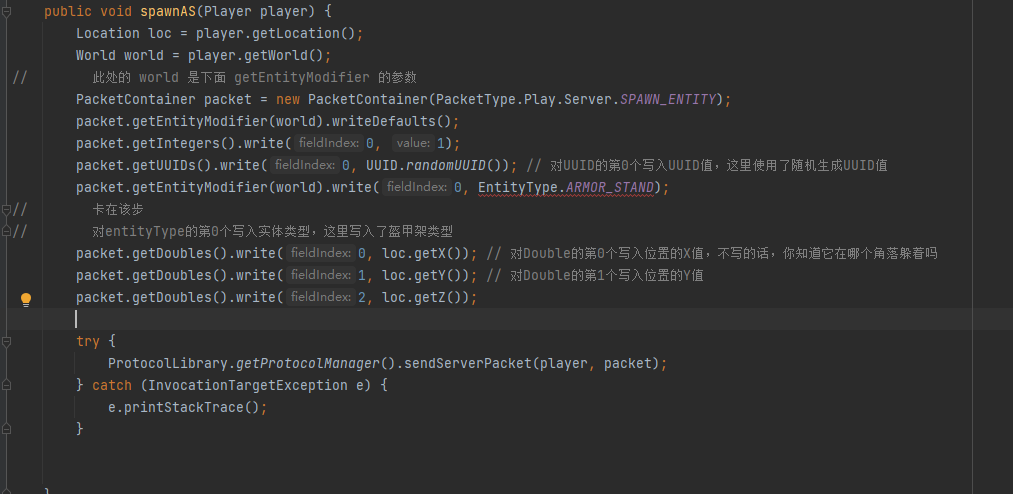 public void spawnAS(Player player) {
Location loc = player.getLocation();
World world = player.getWorld();
// 此处的 world 是下面 getEntityModifier 的参数
PacketContainer packet = new PacketContainer(PacketType.Play.Server.SPAWN_ENTITY);
packet.getEntityModifier(world).writeDefaults();
packet.getIntegers().write( fieldIndex: 0, value: 1);
packet.getUUIDs().write( fieldIndex: 0, UUID.randomUUID()); // 对UUID的第0个写入UUID值，这里使用了随机生成UUID值
packet.getEntityModifier(world).write( fieldIndex: 0, EntityType.ARMOR_STAND);
// 卡在该步
// 对entityType的第0个写入实体类型，这里写入了盔甲架类型
packet.getDoubles().write( fieldIndex: 0, loc.getX()); // 对Double的第0个写入位置的X值，不写的话，你知道它在哪个角落躲着吗
packet.getDoubles().write( fieldIndex: 1, loc.getY()); // 对Double的第1个写入位置的Y值
packet.getDoubles().write( fieldIndex: 2, loc.getZ());
try {
ProtocolLibrary.getProtocolManager().sendServerPacket(player, packet);
} catch (InvocationTargetException e) {
e.printStackTrace();
}
}